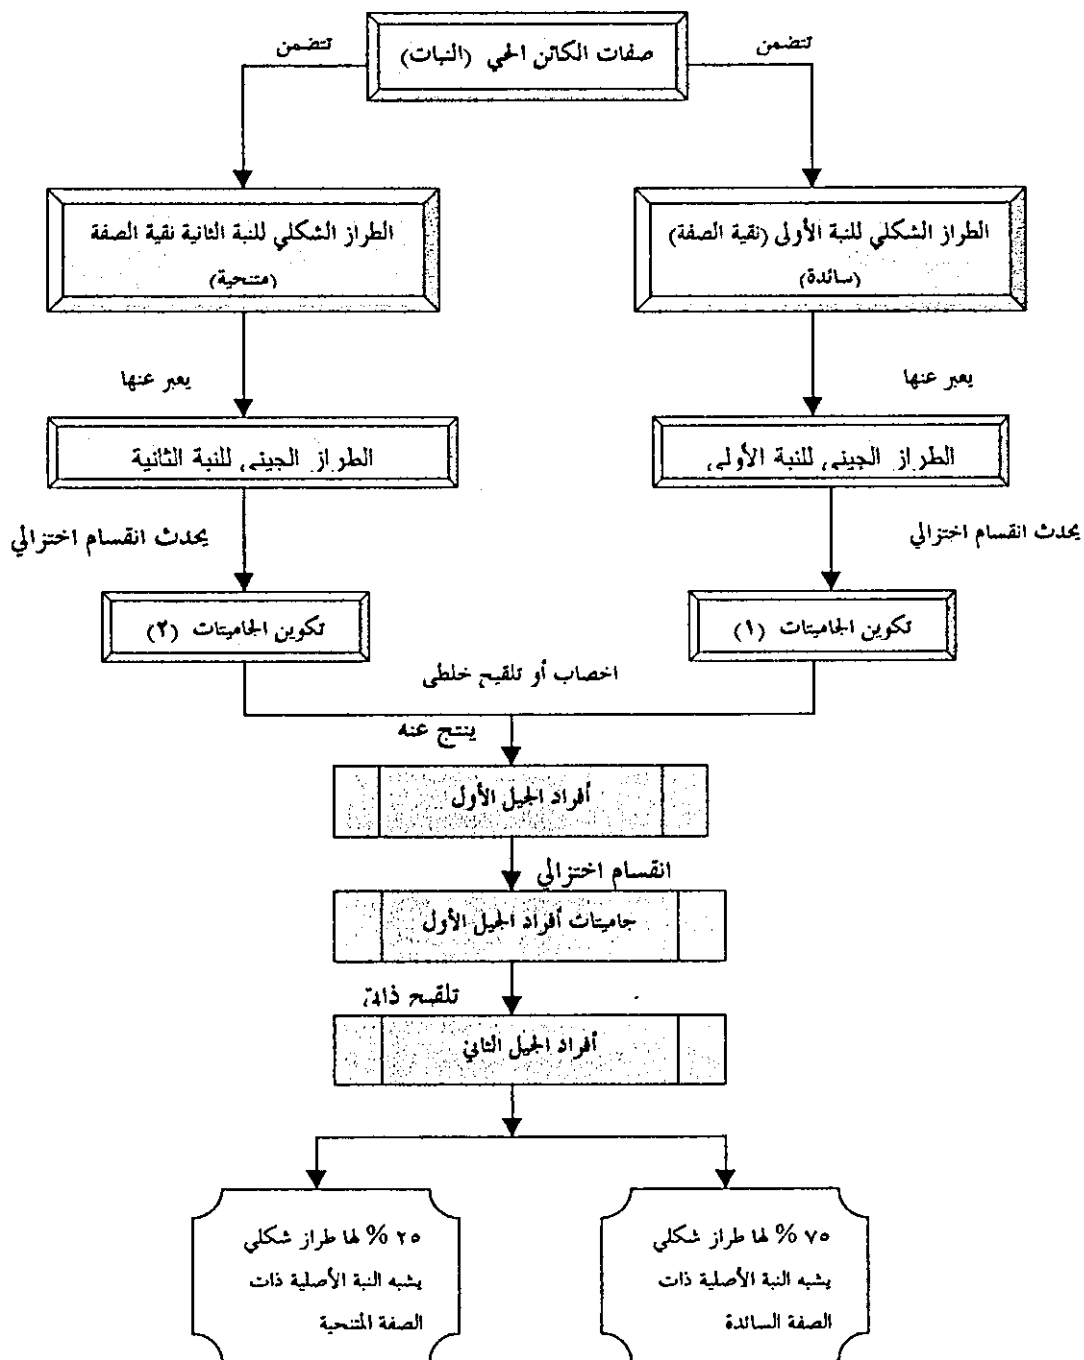 صفات الكائن الحي (النبات)
تتضمن
تتضمن
الطراز الشكلي للنبة الأولى (نقية الصفة)
(سائدة)
الطراز الشكلي للنبة الثانية نقية الصفة
(متنحية)
يعبر عنها
يعبر عنها
الطراز الجيني للنبة الأولى
الطراز الجيني للنبة الثانية
يحدث انقسام اختزالي
يحدث انقسام اختزالي
تكوين الجاميتات (١)
تكوين الجاميتات (٢)
اخصاب أو تلقيح خلطي
ينتج عنه
أفراد الجيل الأول
انقسام اختزالي
جاميتات أفراد الجيل الأول
تلقيح ذاتي
أفراد الجيل الثاني
٧٥ % لها طراز شكلي
يشبه النبة الأصلية ذات
الصفة السائدة
٢٥ % لها طراز شكلي
يشبه النبة الأصلية ذات
الصفة المتنحية